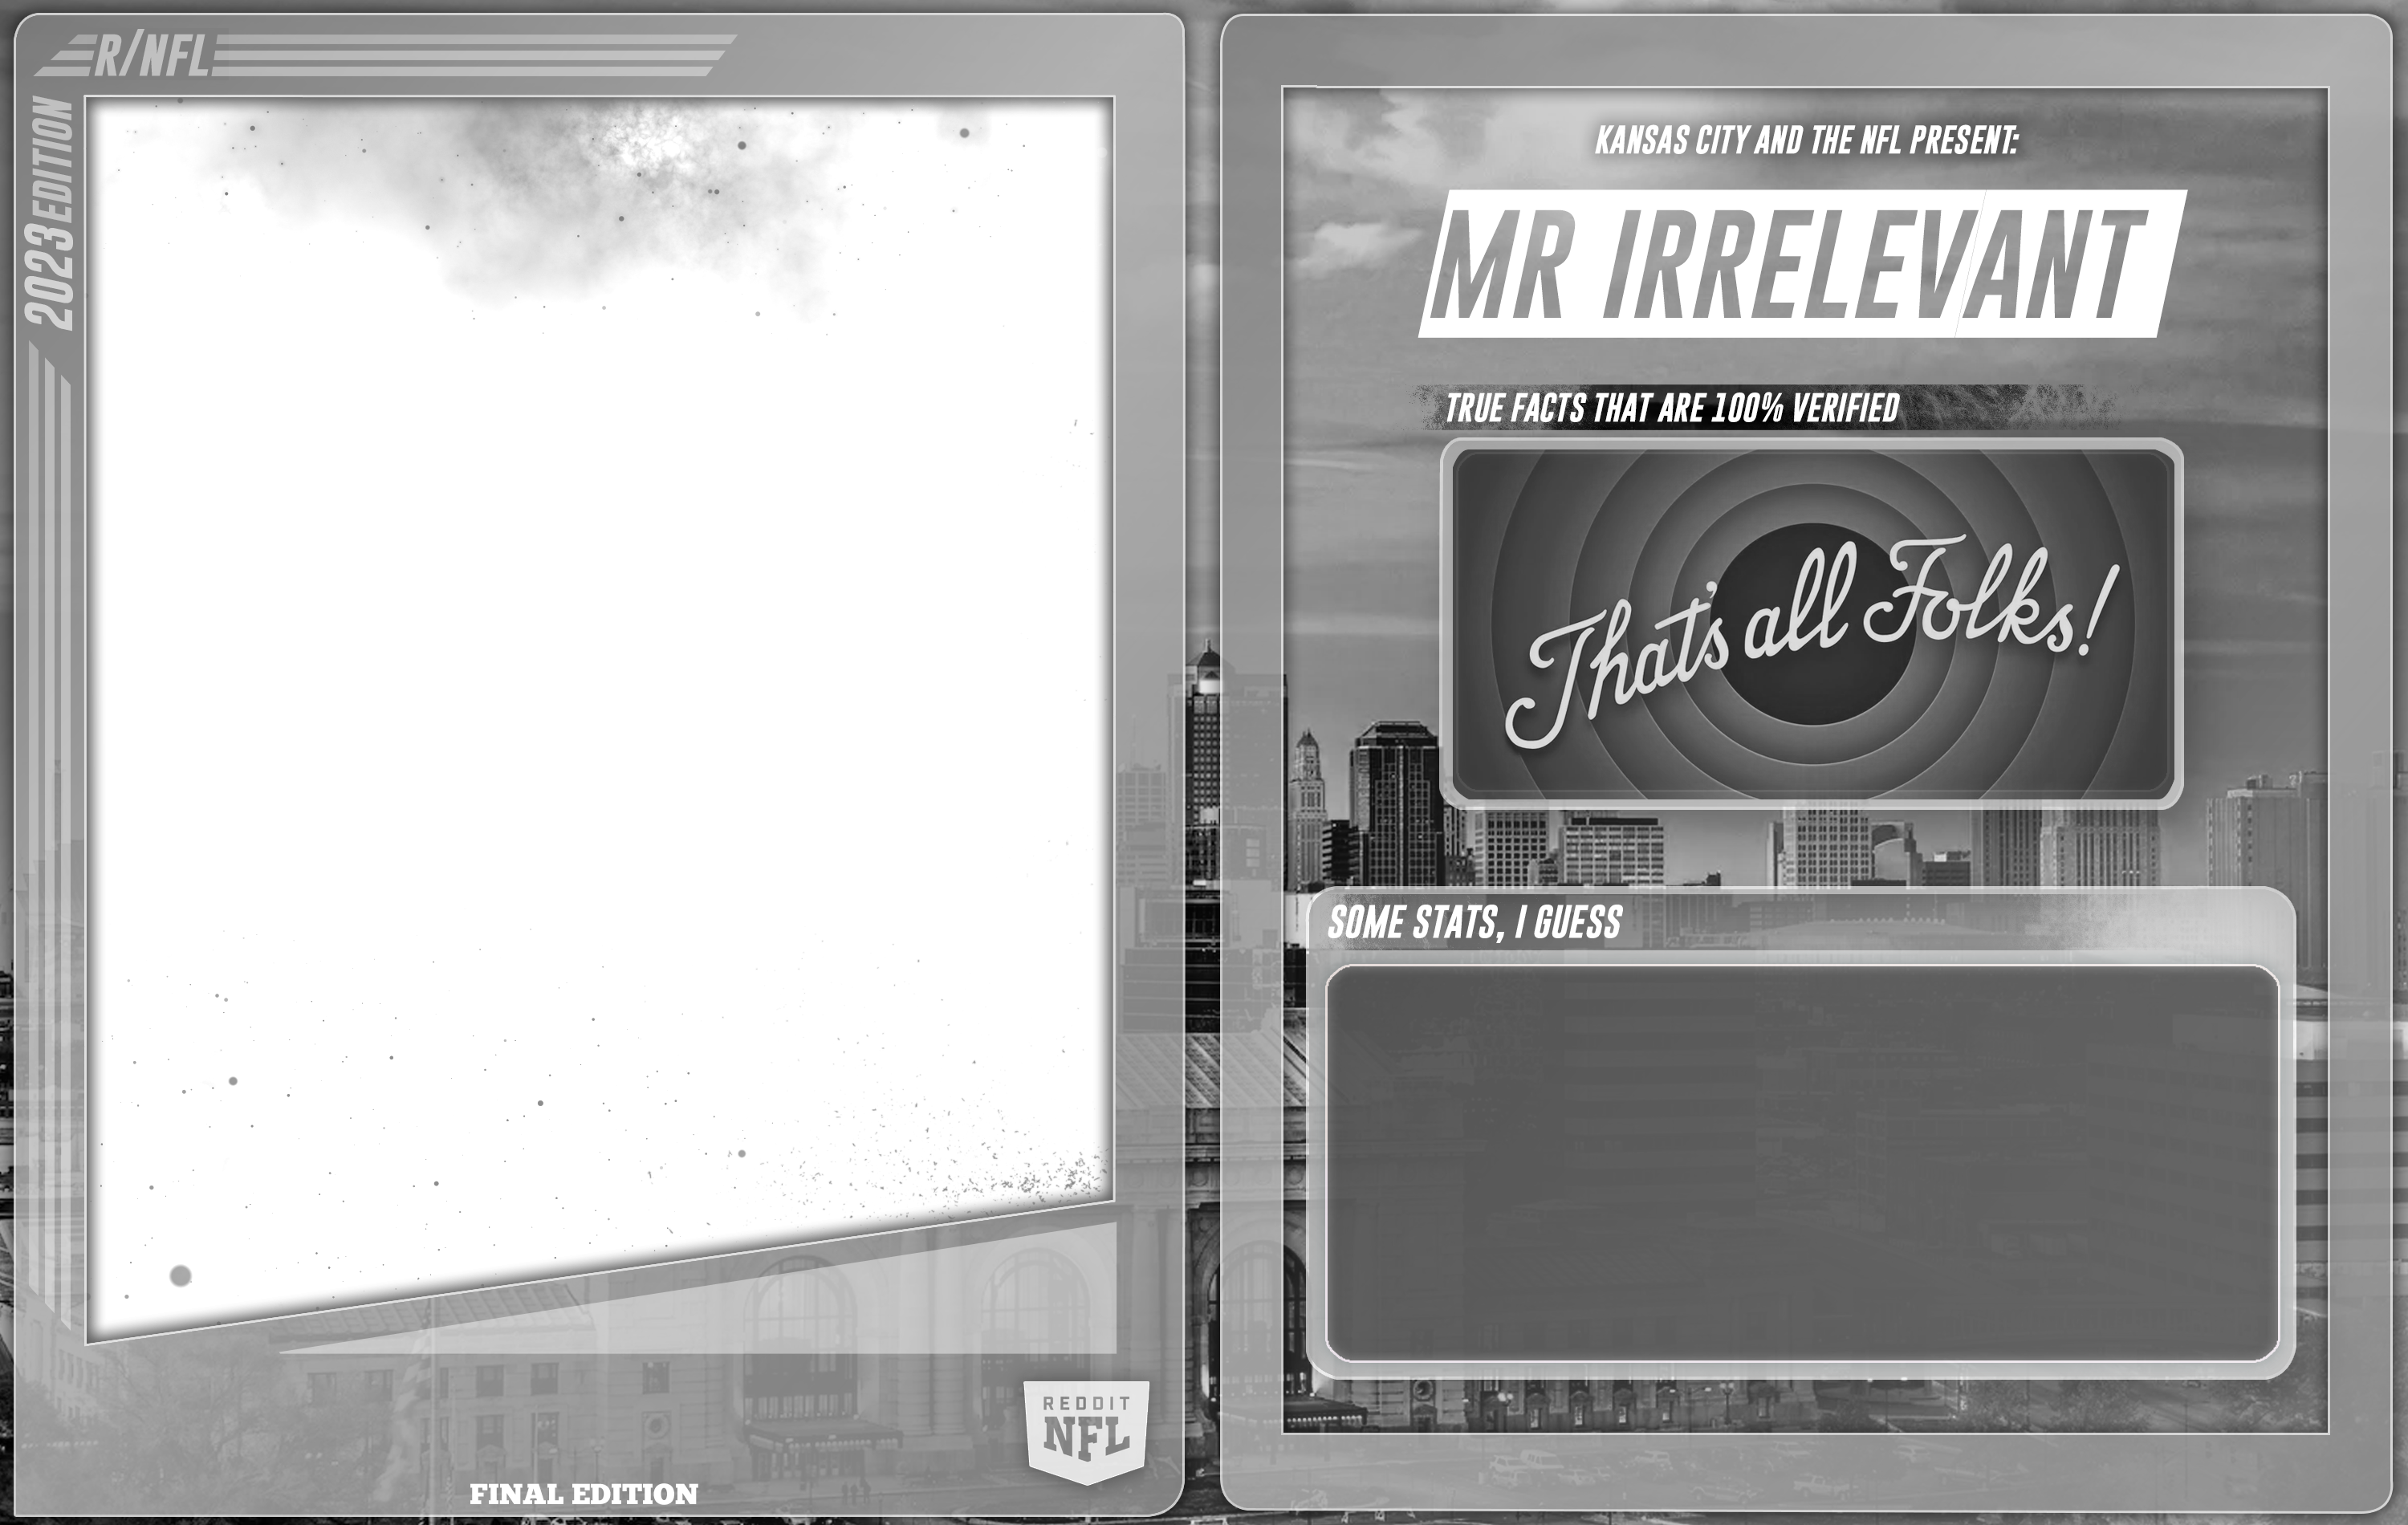 R/NFL
2023 EDITION
REDDIT
NFL
FINAL EDITION
KANSAS CITY AND THE NFL PRESENT:
MR IRRELEVANT
TRUE FACTS THAT ARE 100% VERIFIED
That's all Folks!
SOME STATS, I GUESS